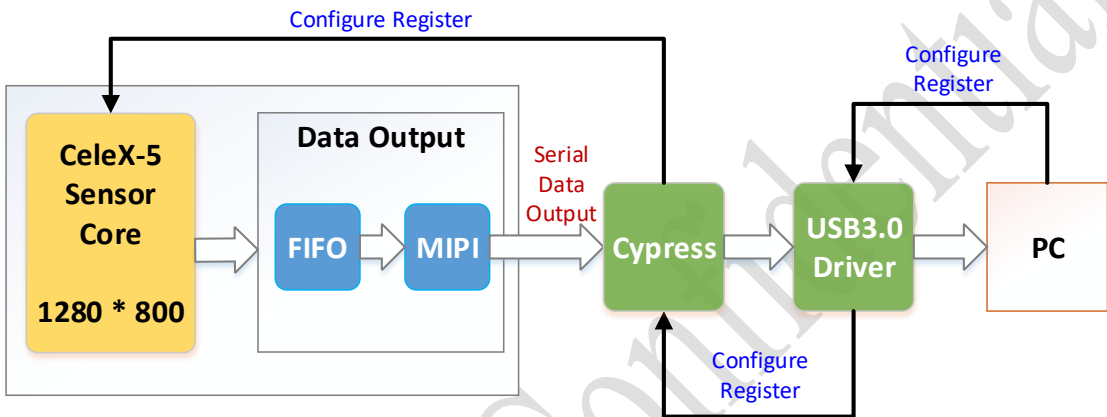 Configure Register
Configure
Register
CeleX-5
Sensor
Core
1280 * 800
Data Output
FIFO
MIPI
Serial
Data
Output
Cypress
USB3.0
Driver
PC
Configure
Register
Confidential